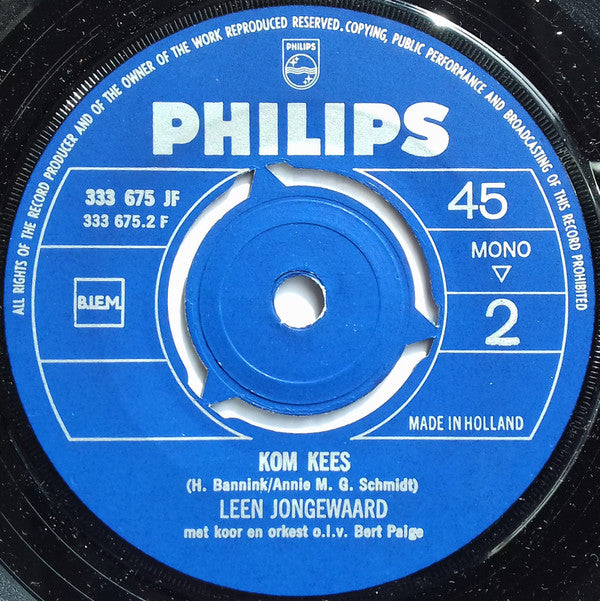 ALL RIGHTS OF THE RECORD PRODUCER AND OF THE OWNER OF THE WORK REPRODUCED RESERVED. COPYING, PUBLIC PERFORMANCE AND BROADCASTING OF THIS RECORD PROHIBITED
PHILIPS
PHILIPS
333 675 JF
333 675.2 F
45
MONO
B.I.E.M.
2
MADE IN HOLLAND
KOM KEES
(H. Bannink/Annie M. G. Schmidt)
LEEN JONGEWAARD
met koor en orkest o.l.v. Bert Paige